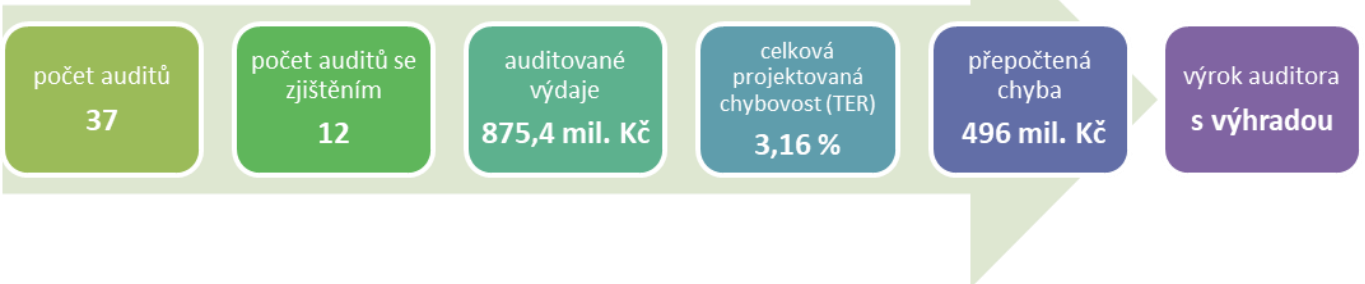 počet auditů
37
počet auditů se
zjištěním
12
auditované
výdaje
875,4 mil. Kč
celková
projektovaná
chybovost (TER)
3,16 %
přepočtená
chyba
496 mil. Kč
výrok auditora
s výhradou